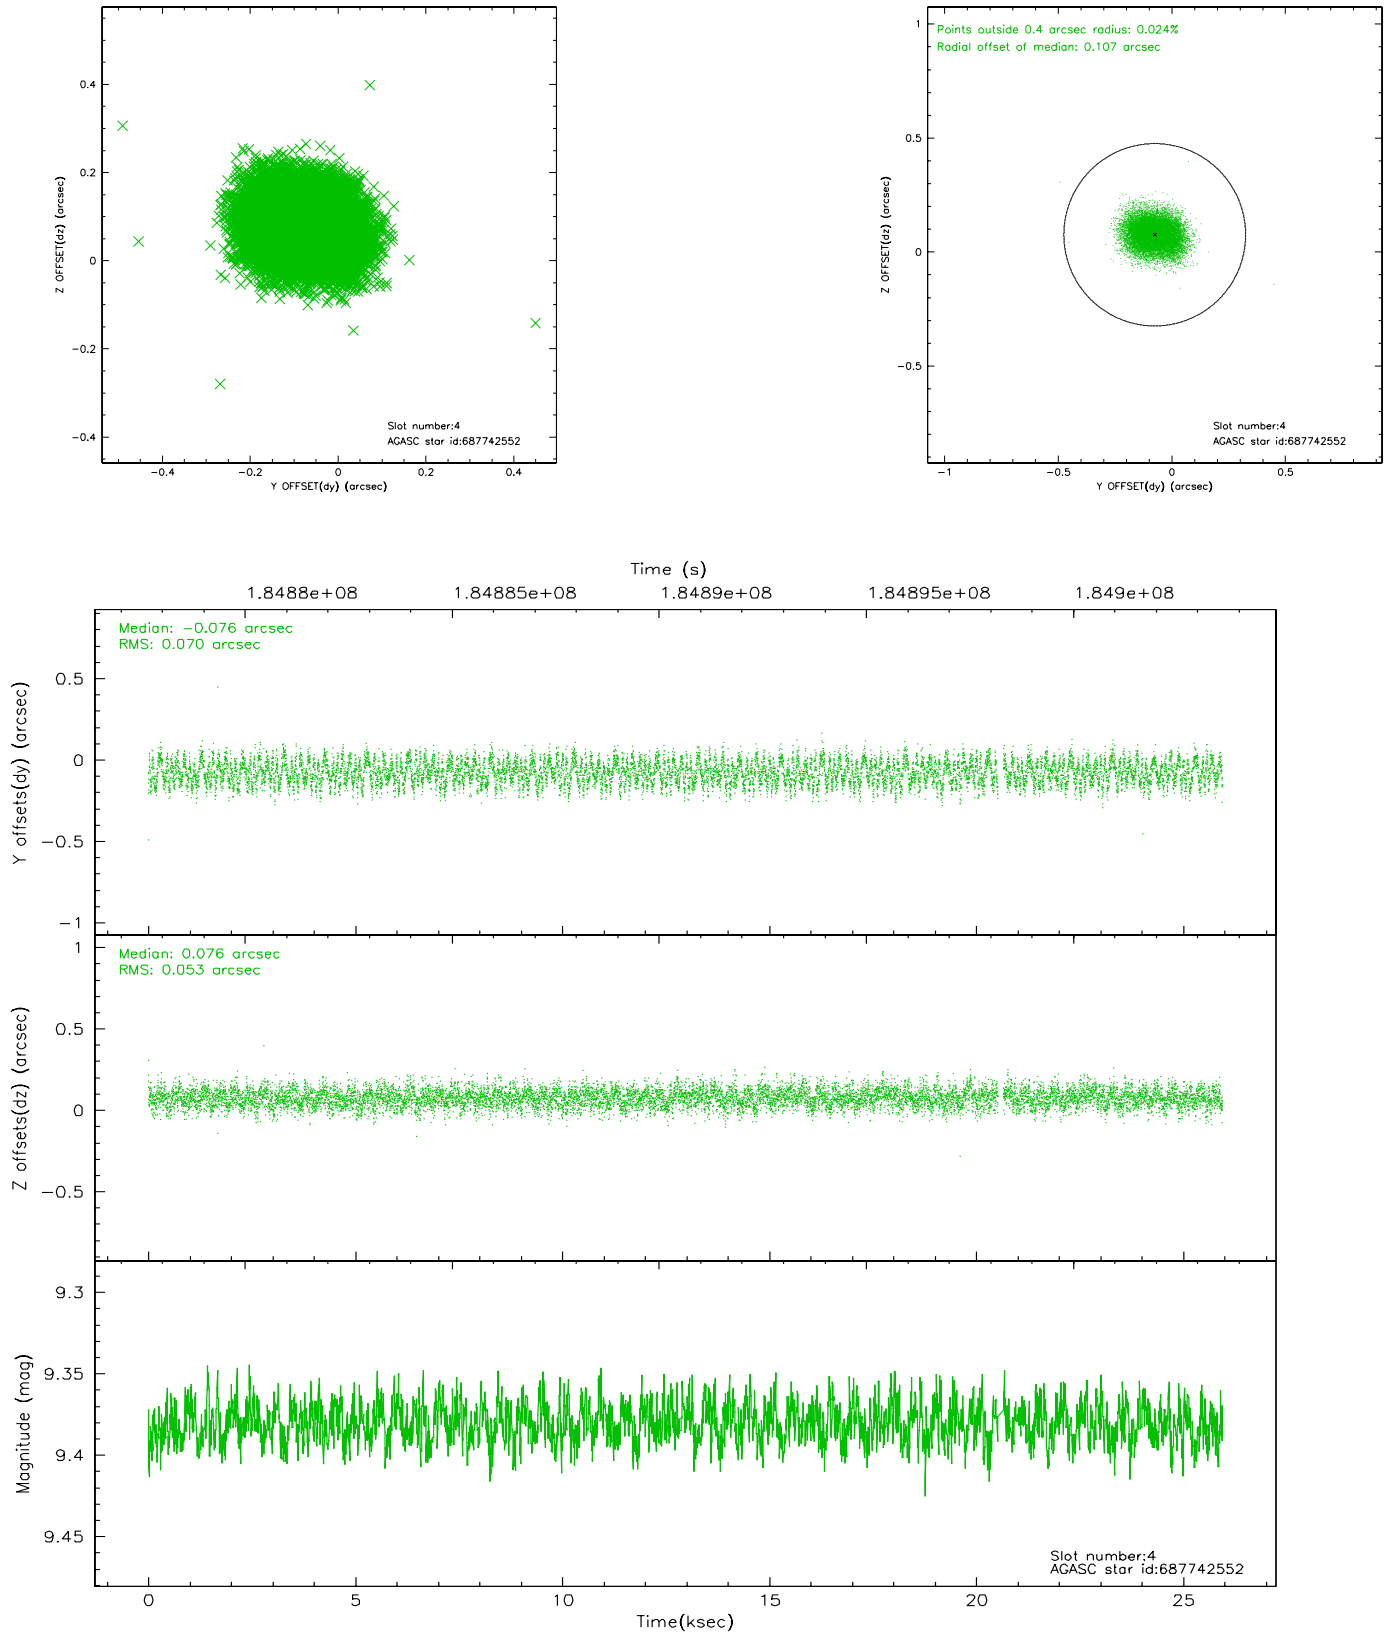 0.4
0.2
0
−0.2
−0.4
Z OFFSET(dz) (arcsec)
Slot number:4
AGASC star id:687742552
−0.4 −0.2 0 0.2 0.4
Y OFFSET(dy) (arcsec)
Points outside 0.4 arcsec radius: 0.024%
Radial offset of median: 0.107 arcsec
1
0.5
0
−0.5
Z OFFSET(dz) (arcsec)
Slot number:4
AGASC star id:687742552
−1 −0.5 0 0.5
Y OFFSET(dy) (arcsec)
Time (s)
1.8488e+08 1.84885e+08 1.8489e+08 1.84895e+08 1.849e+08
Median: −0.076 arcsec
RMS: 0.070 arcsec
0.5
0
−0.5
−1
Y offsets(dy) (arcsec)
Median: 0.076 arcsec
RMS: 0.053 arcsec
1
0.5
0
−0.5
Z offsets(dz) (arcsec)
9.3
9.35
9.4
9.45
Magnitude (mag)
Slot number:4
AGASC star id:687742552
0 5 10 15 20 25
Time(ksec)